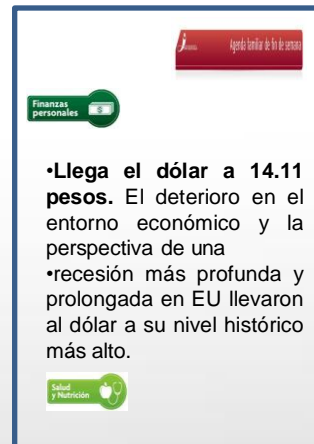 Agenda familiar de fin de semana
Finanzas
personales
•Llega el dólar a 14.11
pesos. El deterioro en el
entorno económico y la
perspectiva de una
•recesión más profunda y
prolongada en EU llevaron
al dólar a su nivel histórico
más alto.
Salud
y Nutrición